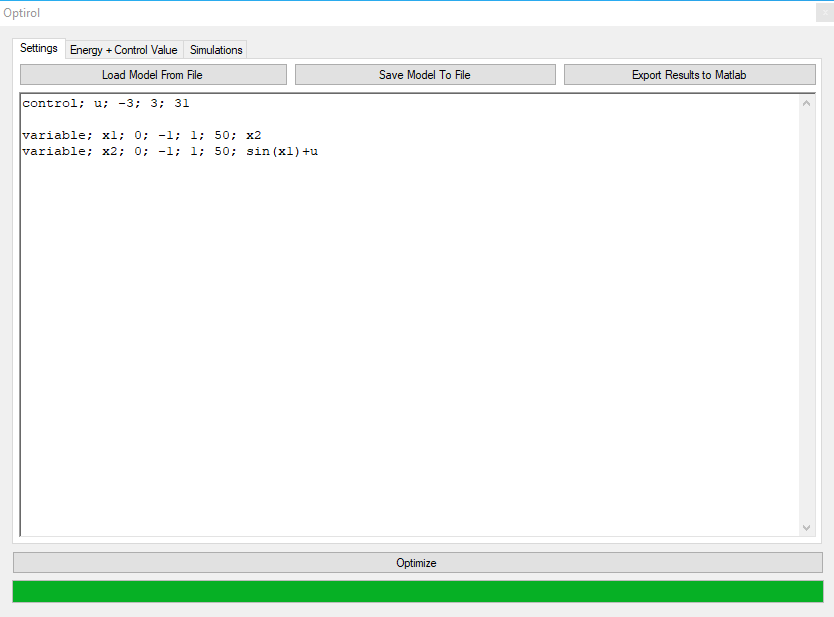 Optirol
Settings Energy + Control Value Simulations
Load Model From File Save Model To File Export Results to Matlab
control; u; -3; 3; 31
variable; x1; 0; -1; 1; 50; x2
variable; x2; 0; -1; 1; 50; sin(x1)+u
Optimize